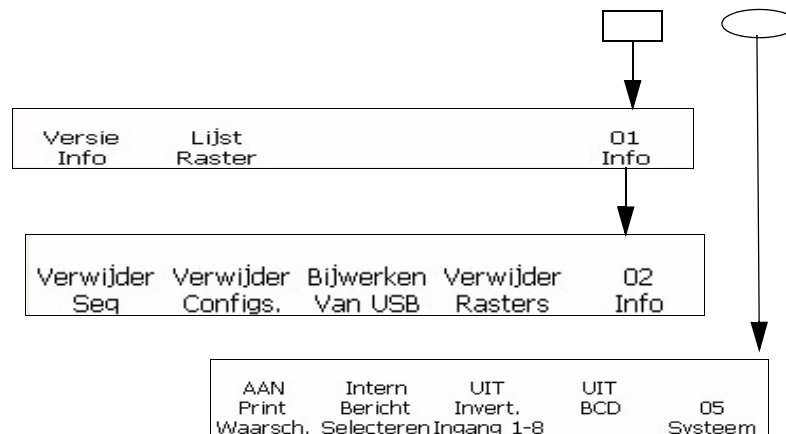 Versie Lijst 01
Info Raster Info
Verwijder Verwijder Bijwerken Verwijder 02
Seq Configs. Van USB Rasters Info
AAN Intern UIT UIT
Print Bericht Invert. BCD 05
Waarsch. Selecteren Ingang 1-8 Systeem